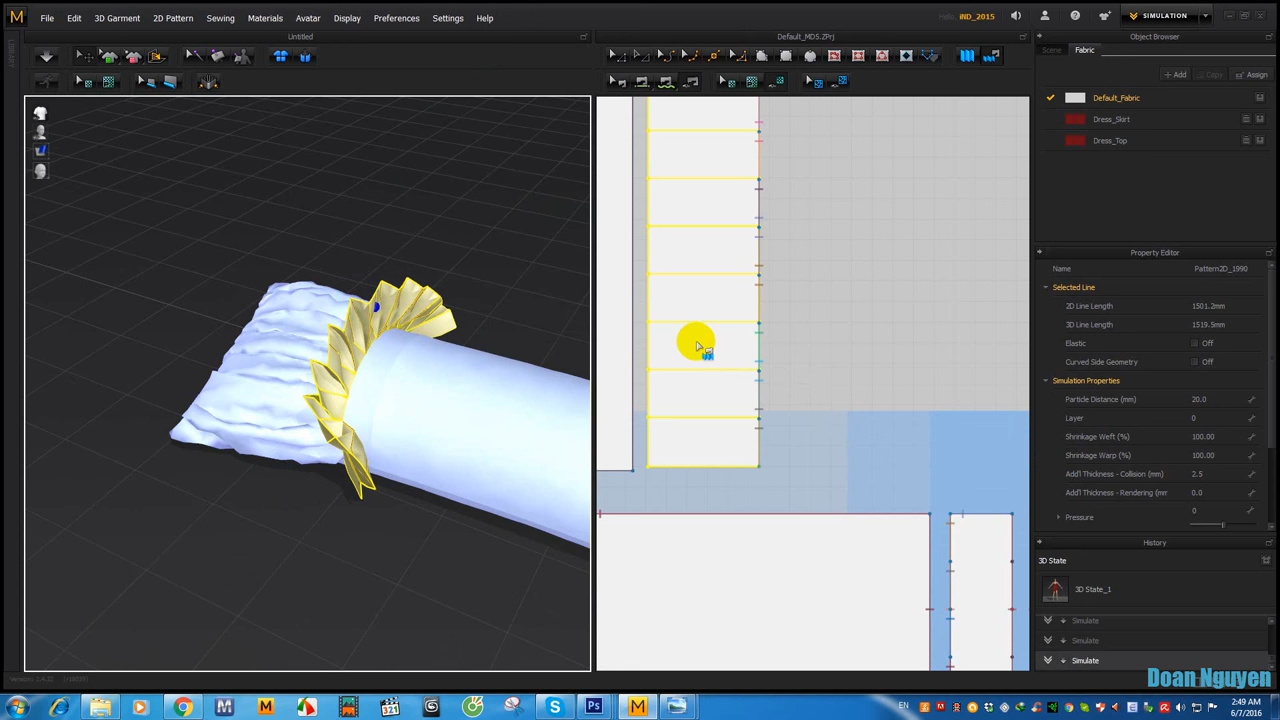 M File Edit 3D Garment 2D Pattern Sewing Materials Avatar Display Preferences Settings Help
Hello, iND_2015
SIMULATION
Untitled
Default_MD5.ZPrj
Object Browser
LIBRARY
Scene Fabric
+ Add Copy Assign
Default_Fabric
Dress_Skirt
Dress_Top
Property Editor
Name Pattern2D_1990
Selected Line
2D Line Length 1501.2mm
3D Line Length 1519.5mm
Elastic Off
Curved Side Geometry Off
Simulation Properties
Particle Distance (mm) 20.0
Layer 0
Shrinkage Weft (%) 100.00
Shrinkage Warp (%) 100.00
Add'l Thickness - Collision (mm) 2.5
Add'l Thickness - Rendering (mm 0.0
Pressure 0
History
3D State
3D State_1
Simulate
Simulate
Simulate
Doan Nguyen
EN
2:49 AM
6/7/2016